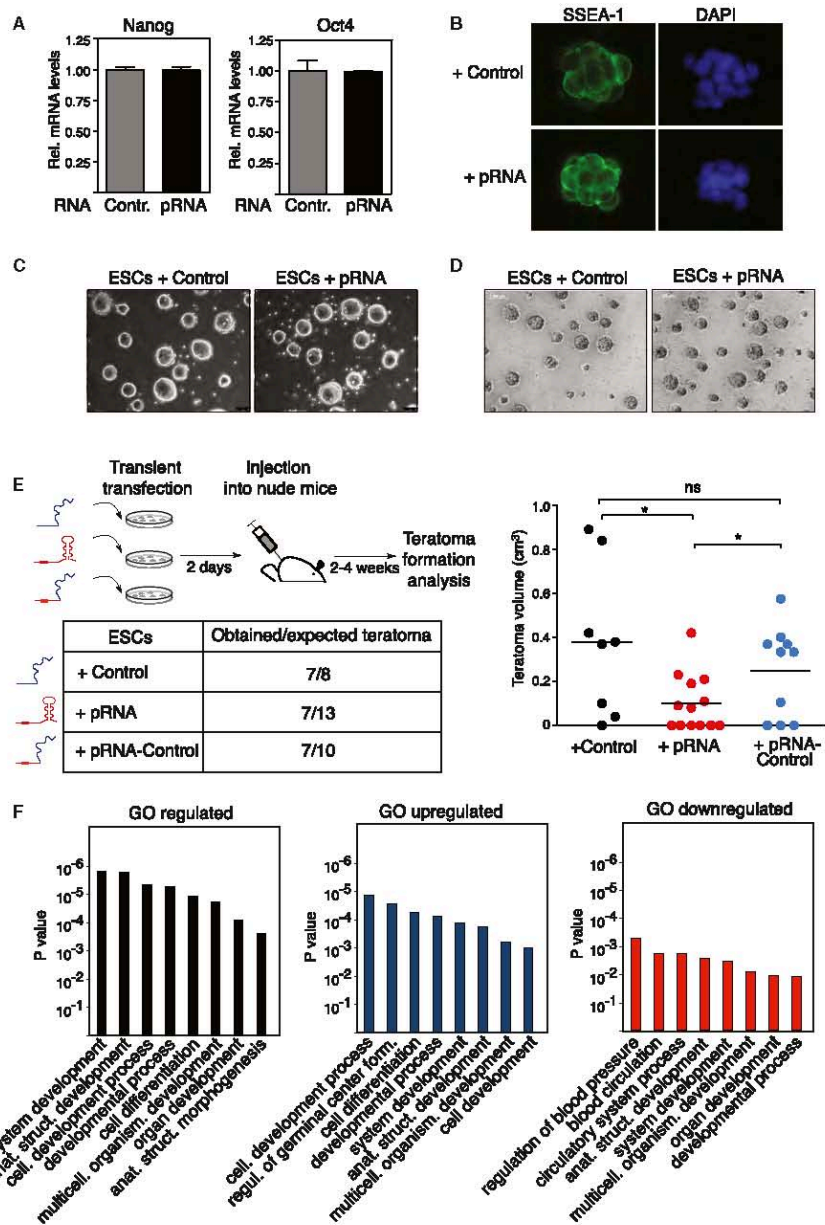 A
Nanog
Rel. mRNA levels
1.25
1.00
0.75
0.50
0.25
RNA Contr. pRNA
Oct4
Rel. mRNA levels
1.25
1.00
0.75
0.50
0.25
RNA Contr. pRNA
B
SSEA-1 DAPI
+ Control
+ pRNA
C
ESCs + Control ESCs + pRNA
D
ESCs + Control ESCs + pRNA
E
Transient
transfection
Injection
into nude mice
2 days
2-4 weeks
Teratoma
formation
analysis
ESCs Obtained/expected teratoma
+ Control 7/8
+ pRNA 7/13
+ pRNA-Control 7/10
Teratoma volume (cm³)
1.0
0.8
0.6
0.4
0.2
0
ns
*
*
+Control + pRNA + pRNA-
Control
F
GO regulated
P value
10⁻⁶
10⁻⁵
10⁻⁴
10⁻³
10⁻²
10⁻¹
system development
struct. development
cell. development process
developmental process
cell differentiation
multicell. organism. development
organ development
anat. struct. morphogenesis
GO upregulated
P value
10⁻⁶
10⁻⁵
10⁻⁴
10⁻³
10⁻²
10⁻¹
cell. development process
regul. of germinal center form.
cell differentiation
developmental process
system development
anat. struct. development
multicell. organism. development
cell development
GO downregulated
P value
10⁻⁶
10⁻⁵
10⁻⁴
10⁻³
10⁻²
10⁻¹
regulation of blood pressure
blood circulation
circulatory system process
anat. struct. development
system development
multicell. organism. development
organ development
developmental process